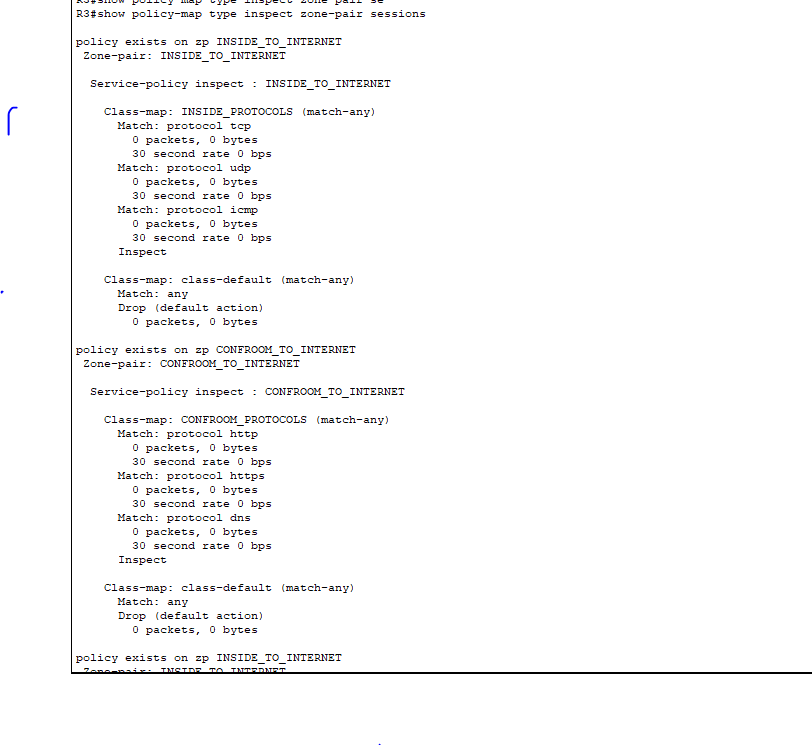 R3#show policy-map type inspect zone-pair se
R3#show policy-map type inspect zone-pair sessions
policy exists on zp INSIDE_TO_INTERNET
Zone-pair: INSIDE_TO_INTERNET
Service-policy inspect : INSIDE_TO_INTERNET
Class-map: INSIDE_PROTOCOLS (match-any)
Match: protocol tcp
0 packets, 0 bytes
30 second rate 0 bps
Match: protocol udp
0 packets, 0 bytes
30 second rate 0 bps
Match: protocol icmp
0 packets, 0 bytes
30 second rate 0 bps
Inspect
Class-map: class-default (match-any)
Match: any
Drop (default action)
0 packets, 0 bytes
policy exists on zp CONFROOM_TO_INTERNET
Zone-pair: CONFROOM_TO_INTERNET
Service-policy inspect : CONFROOM_TO_INTERNET
Class-map: CONFROOM_PROTOCOLS (match-any)
Match: protocol http
0 packets, 0 bytes
30 second rate 0 bps
Match: protocol https
0 packets, 0 bytes
30 second rate 0 bps
Match: protocol dns
0 packets, 0 bytes
30 second rate 0 bps
Inspect
Class-map: class-default (match-any)
Match: any
Drop (default action)
0 packets, 0 bytes
policy exists on zp INSIDE_TO_INTERNET
Zone-pair: INSIDE_TO_INTERNET